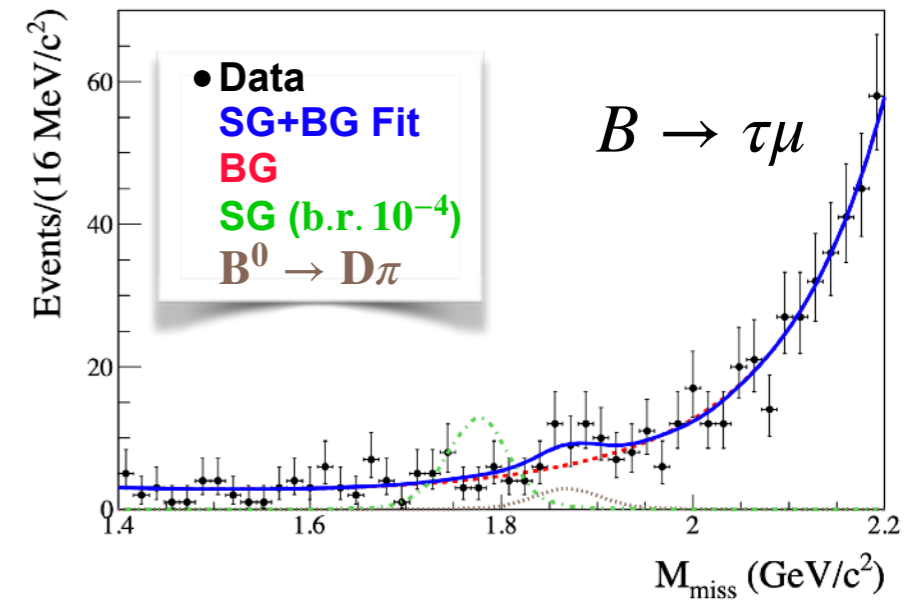 Events/(16 MeV/c²)
60
40
20
0
Data
SG+BG Fit
BG
SG (b.r. 10⁻⁴)
B⁰ → Dπ
B → τμ
1.4 1.6 1.8 2 2.2
M_miss (GeV/c²)